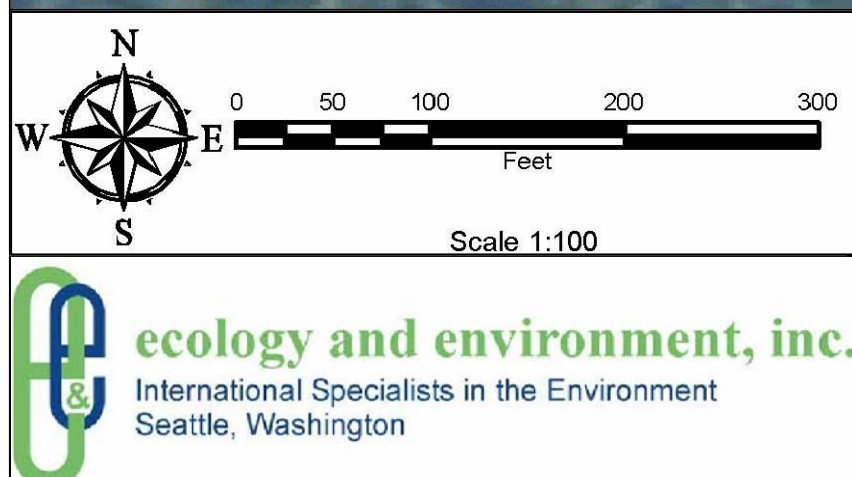 N
W E
S
0 50 100 200 300
Feet
Scale 1:100
&
ecology and environment, inc.
International Specialists in the Environment
Seattle, Washington